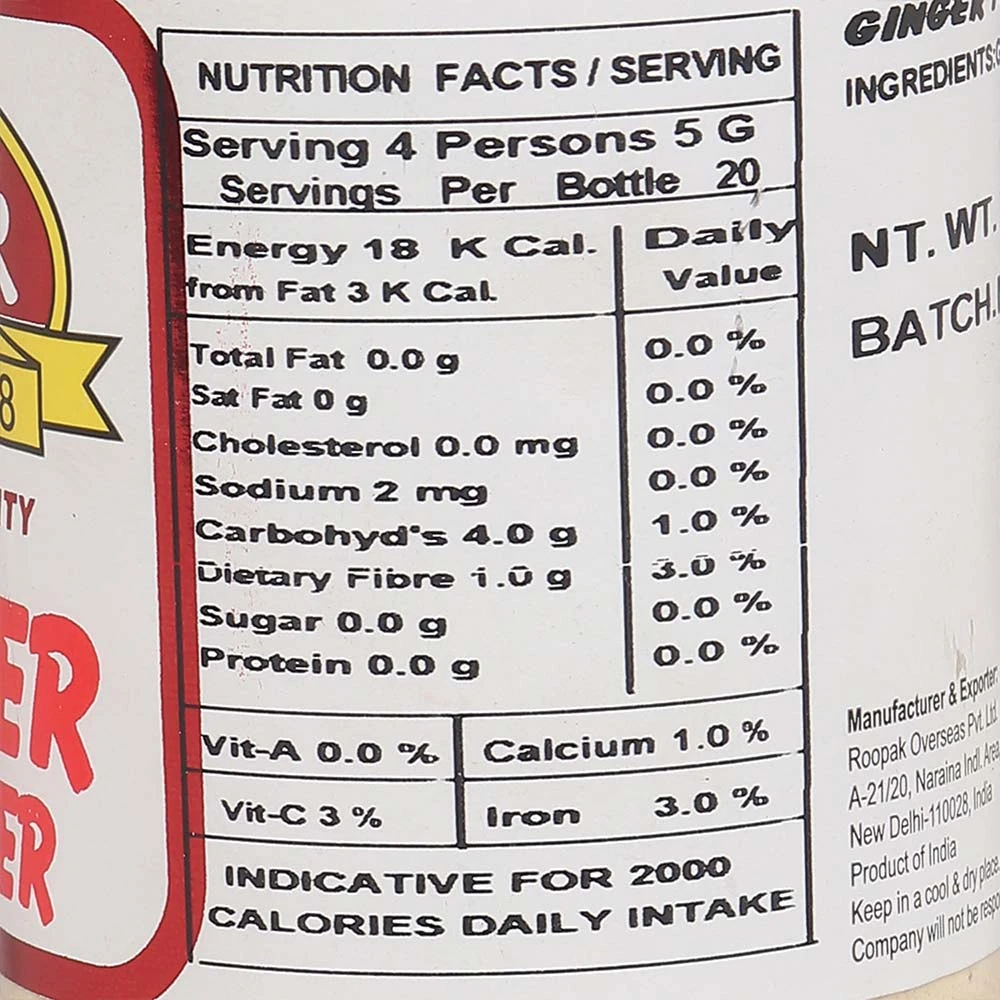 R
8
ITY
ER
ER
NUTRITION FACTS / SERVING
Serving 4 Persons 5 G
Servings Per Bottle 20
Energy 18 K Cal.
from Fat 3 K Cal.
Daily
Value
Total Fat 0.0 g 0.0 %
Sat Fat 0 g 0.0 %
Cholesterol 0.0 mg 0.0 %
Sodium 2 mg 0.0 %
Carbohyd's 4.0 g 1.0 %
Dietary Fibre 1.0 g 3.0 %
Sugar 0.0 g 0.0 %
Protein 0.0 g 0.0 %
Vit-A 0.0 % Calcium 1.0 %
Vit-C 3 % Iron 3.0 %
INDICATIVE FOR 2000
CALORIES DAILY INTAKE
GINGER
INGREDIENTS:
NT. WT.
BATCH.
Manufacturer & Exporter:
Roopak Overseas Pvt. Ltd.
A-21/20, Naraina Indl. Area,
New Delhi-110028, India
Product of India
Keep in a cool & dry place.
Company will not be respo